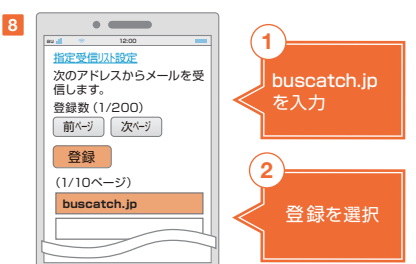 8
au 12:00
指定受信リスト設定
次のアドレスからメールを受
信します。
登録数（1/200）
前ページ 次ページ
登録
（1/10ページ）
buscatch.jp
1
buscatch.jp
を入力
2
登録を選択